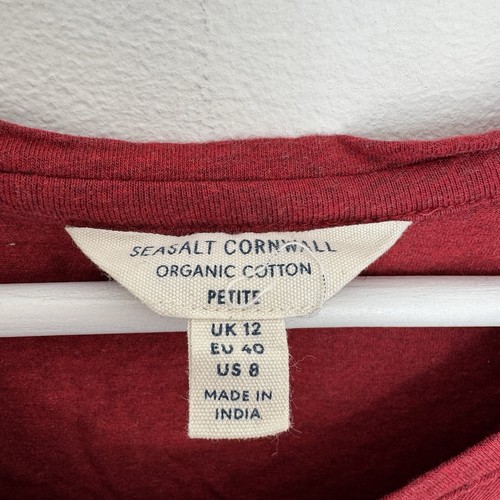 SEASALT CORNWALL
ORGANIC COTTON
PETITE
UK 12
EU 40
US 8
MADE IN
INDIA